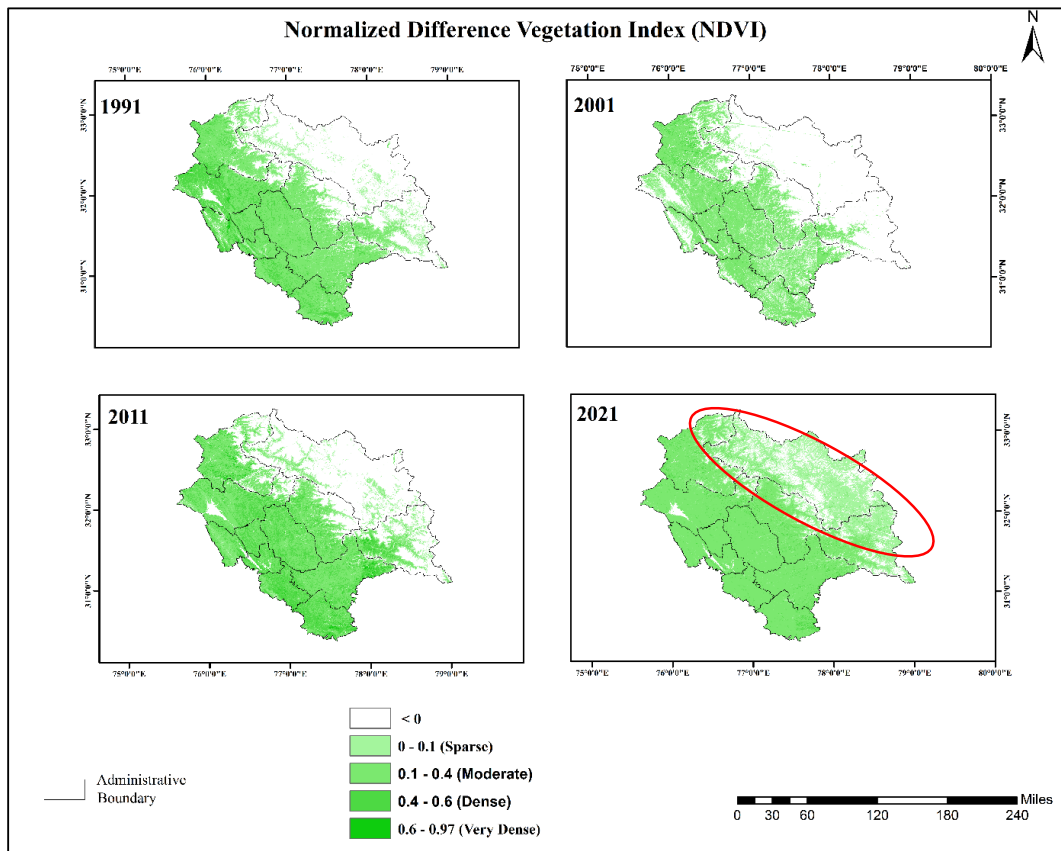 Normalized Difference Vegetation Index (NDVI)
N
75°0'0"E 76°0'0"E 77°0'0"E 78°0'0"E 79°0'0"E
1991
33°0'0"N
32°0'0"N
31°0'0"N
75°0'0"E 76°0'0"E 77°0'0"E 78°0'0"E 79°0'0"E 80°0'0"E
2001
33°0'0"N
32°0'0"N
31°0'0"N
2011
33°0'0"N
32°0'0"N
31°0'0"N
75°0'0"E 76°0'0"E 77°0'0"E 78°0'0"E 79°0'0"E
2021
33°0'0"N
32°0'0"N
31°0'0"N
75°0'0"E 76°0'0"E 77°0'0"E 78°0'0"E 79°0'0"E 80°0'0"E
Administrative
Boundary
< 0
0 - 0.1 (Sparse)
0.1 - 0.4 (Moderate)
0.4 - 0.6 (Dense)
0.6 - 0.97 (Very Dense)
Miles
0 30 60 120 180 240